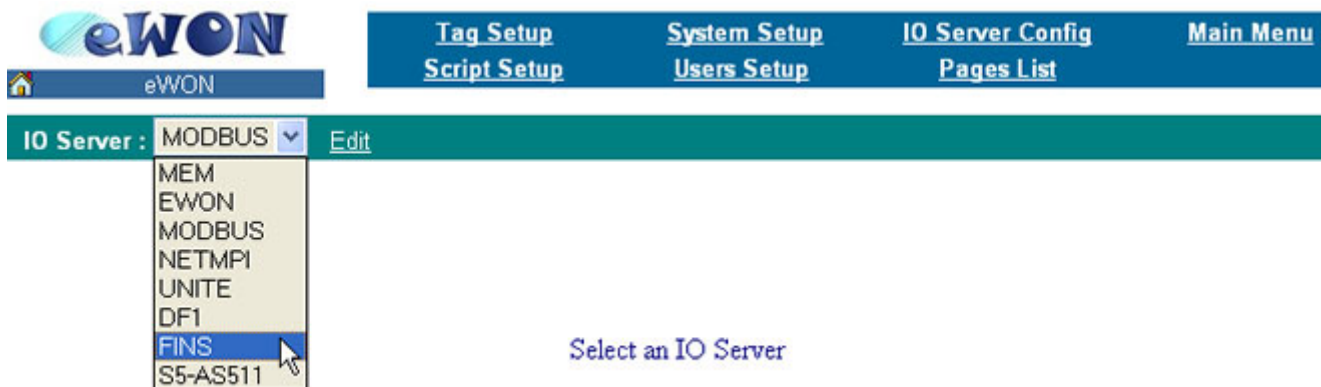 eWON
eWON
Tag Setup System Setup IO Server Config Main Menu
Script Setup Users Setup Pages List
IO Server : MODBUS Edit
MEM
EWON
MODBUS
NETMPI
UNITE
DF1
FINS
S5-AS511
Select an IO Server